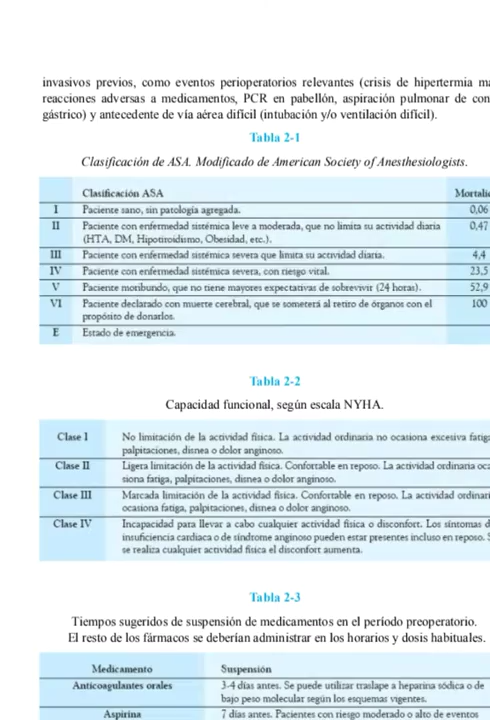 invasivos previos, como eventos perioperatorios relevantes (crisis de hipertermia ma
reacciones adversas a medicamentos, PCR en pabellón, aspiración pulmonar de con
gástrico) y antecedente de vía aérea difícil (intubación y/o ventilación difícil).
Tabla 2-1
Clasificación de ASA. Modificado de American Society of Anesthesiologists.
Clasificación ASA Mortalid
I Paciente sano, sin patología agregada. 0,06
II Paciente con enfermedad sistémica leve a moderada, que no limita su actividad diaria 0,47
(HTA, DM, Hipotiroidismo, Obesidad, etc.).
III Paciente con enfermedad sistémica severa que limita su actividad diaria. 4,4
IV Paciente con enfermedad sistémica severa, con riesgo vital. 23,5
V Paciente moribundo, que no tiene mayores expectativas de sobrevivir (24 horas). 52,9
VI Paciente declarado con muerte cerebral, que se someterá al retiro de órganos con el 100
propósito de donarlos.
E Estado de emergencia.
Tabla 2-2
Capacidad funcional, según escala NYHA.
Clase I No limitación de la actividad física. La actividad ordinaria no ocasiona excesiva fatiga
palpitaciones, disnea o dolor anginoso.
Clase II Ligera limitación de la actividad física. Confortable en reposo. La actividad ordinaria oca
siona fatiga, palpitaciones, disnea o dolor anginoso.
Clase III Marcada limitación de la actividad física. Confortable en reposo. La actividad ordinari
ocasiona fatiga, palpitaciones, disnea o dolor anginoso.
Clase IV Incapacidad para llevar a cabo cualquier actividad física o disconfort. Los síntomas d
insuficiencia cardiaca o de síndrome anginoso pueden estar presentes incluso en reposo. S
se realiza cualquier actividad física el disconfort aumenta.
Tabla 2-3
Tiempos sugeridos de suspensión de medicamentos en el período preoperatorio.
El resto de los fármacos se deberían administrar en los horarios y dosis habituales.
Medicamento Suspensión
Anticoagulantes orales 3-4 días antes. Se puede utilizar traslape a heparina sódica o de
bajo peso molecular según los esquemas vigentes.
Aspirina 7 días antes. Pacientes con riesgo moderado o alto de eventos